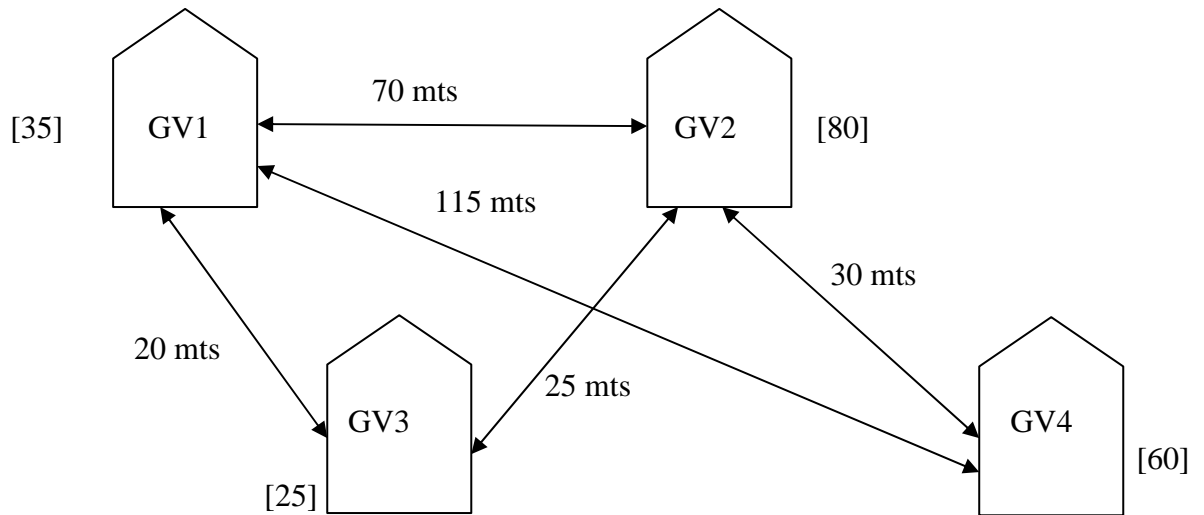 70 mts
[35]
GV1
GV2
[80]
115 mts
30 mts
20 mts
25 mts
GV3
GV4
[60]
[25]